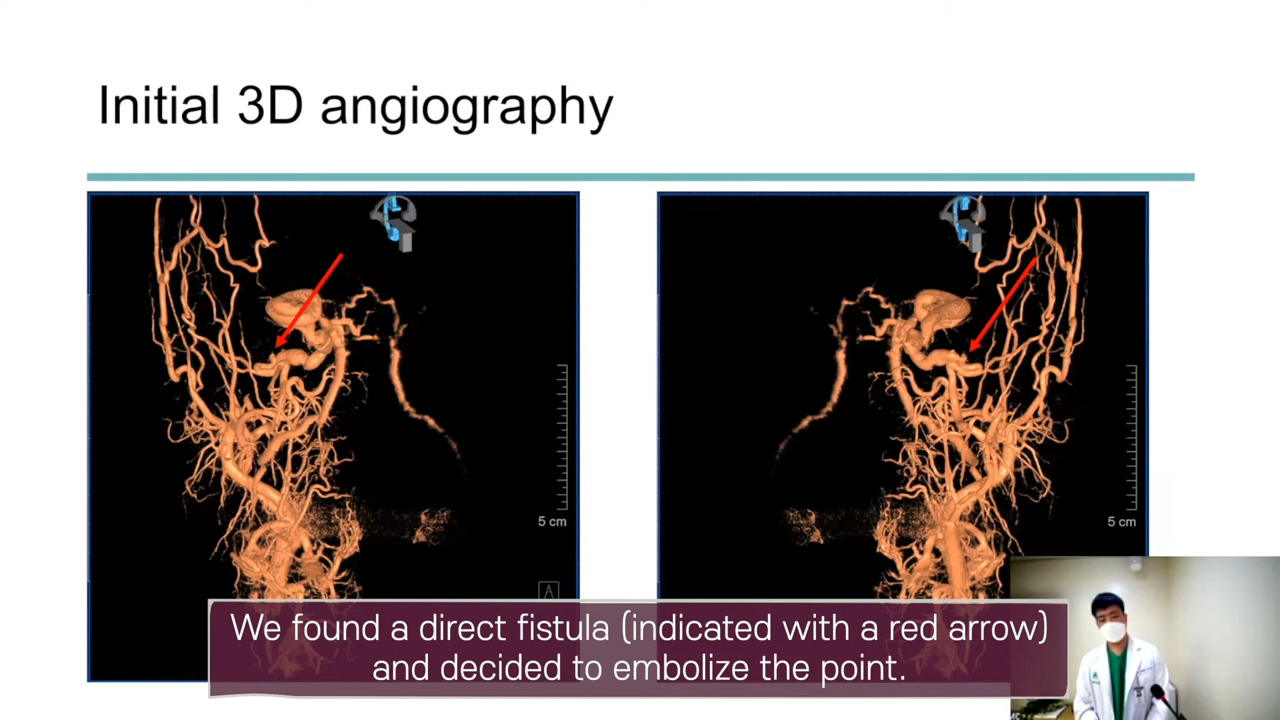 Initial 3D angiography
5 cm
5 cm
A
We found a direct fistula (indicated with a red arrow)
and decided to embolize the point.
MC